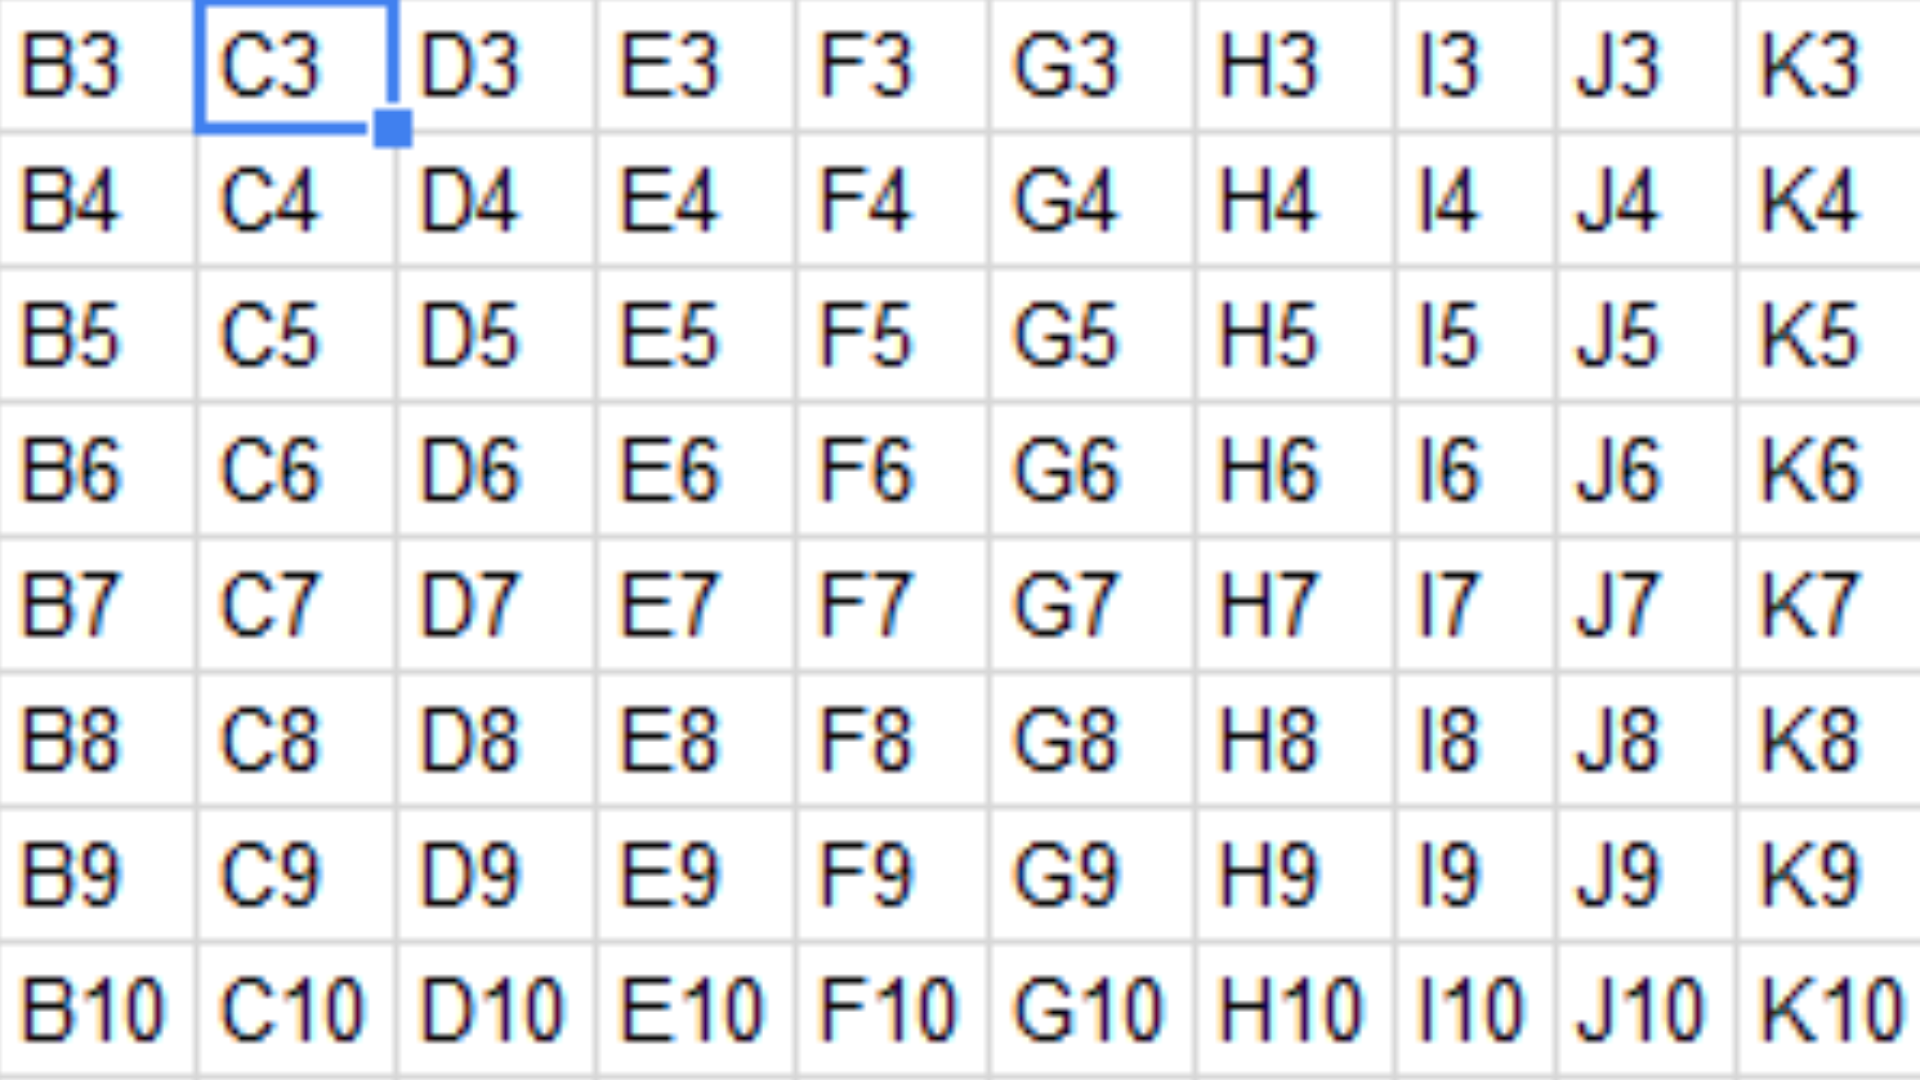 B3 C3 D3 E3 F3 G3 H3 I3 J3 K3
B4 C4 D4 E4 F4 G4 H4 I4 J4 K4
B5 C5 D5 E5 F5 G5 H5 I5 J5 K5
B6 C6 D6 E6 F6 G6 H6 I6 J6 K6
B7 C7 D7 E7 F7 G7 H7 I7 J7 K7
B8 C8 D8 E8 F8 G8 H8 I8 J8 K8
B9 C9 D9 E9 F9 G9 H9 I9 J9 K9
B10 C10 D10 E10 F10 G10 H10 I10 J10 K10